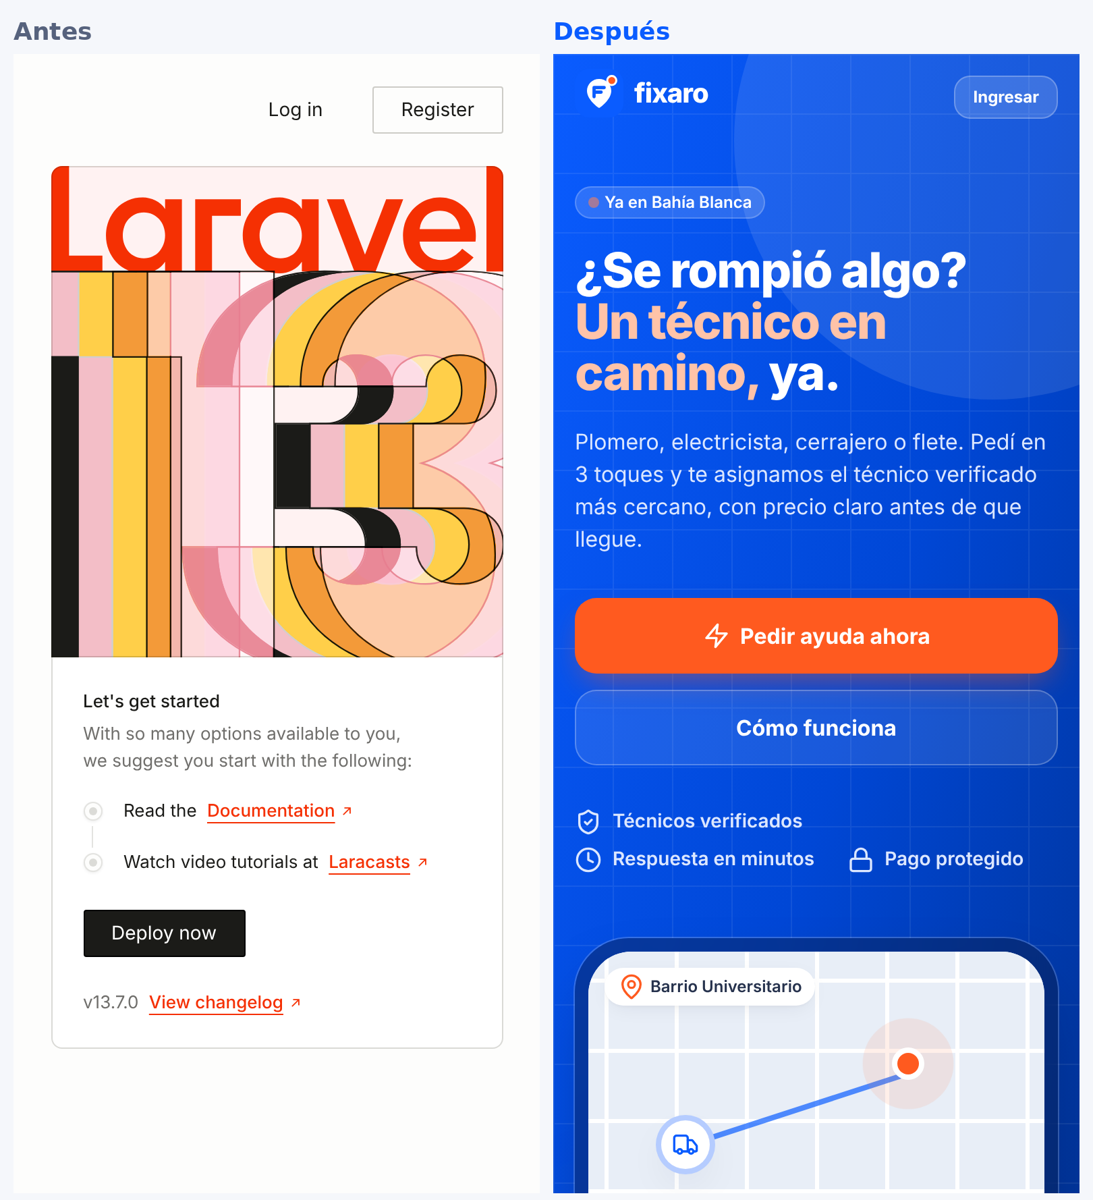 Antes
Log in
Register
Laravel
13
Let's get started
With so many options available to you,
we suggest you start with the following:
Read the Documentation ↗
Watch video tutorials at Laracasts ↗
Deploy now
v13.7.0 View changelog ↗
Después
F fixaro
Ingresar
Ya en Bahía Blanca
¿Se rompió algo?
Un técnico en
camino, ya.
Plomero, electricista, cerrajero o flete. Pedí en
3 toques y te asignamos el técnico verificado
más cercano, con precio claro antes de que
llegue.
Pedir ayuda ahora
Cómo funciona
Técnicos verificados
Respuesta en minutos
Pago protegido
Barrio Universitario